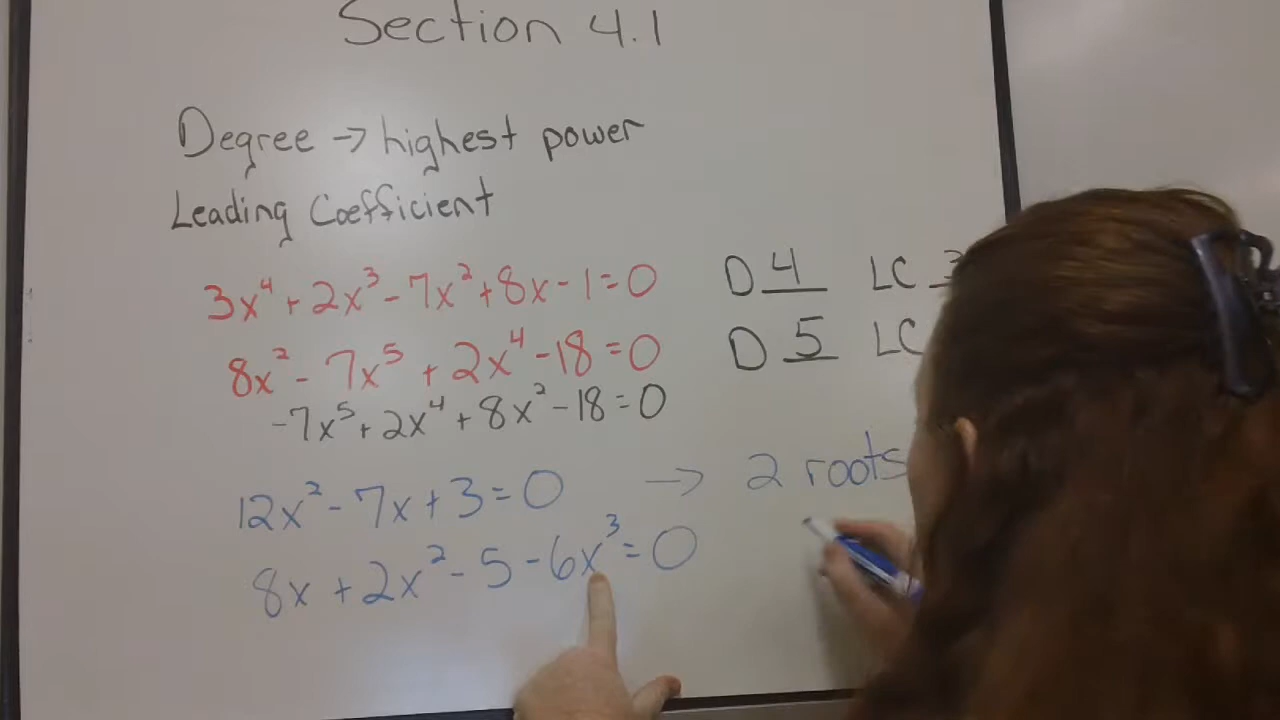 Section 4.1
Degree → highest power
Leading Coefficient
3x⁴ + 2x³ - 7x² + 8x - 1 = 0 D 4 LC 3
8x² - 7x⁵ + 2x⁴ - 18 = 0 D 5 LC
-7x⁵ + 2x⁴ + 8x² - 18 = 0
12x² - 7x + 3 = 0 → 2 roots
8x + 2x² - 5 - 6x³ = 0